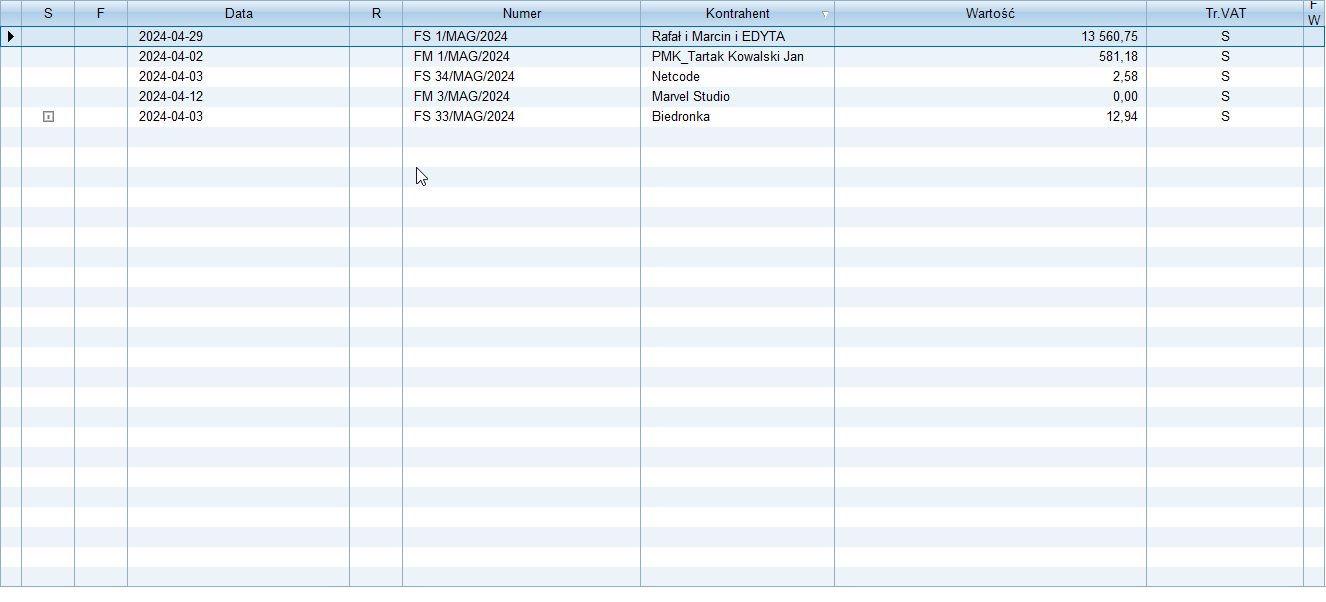 S F Data R Numer Kontrahent Wartość Tr.VAT F W
2024-04-29 FS 1/MAG/2024 Rafał i Marcin i EDYTA 13 560,75 S
2024-04-02 FM 1/MAG/2024 PMK_Tartak Kowalski Jan 581,18 S
2024-04-03 FS 34/MAG/2024 Netcode 2,58 S
2024-04-12 FM 3/MAG/2024 Marvel Studio 0,00 S
2024-04-03 FS 33/MAG/2024 Biedronka 12,94 S